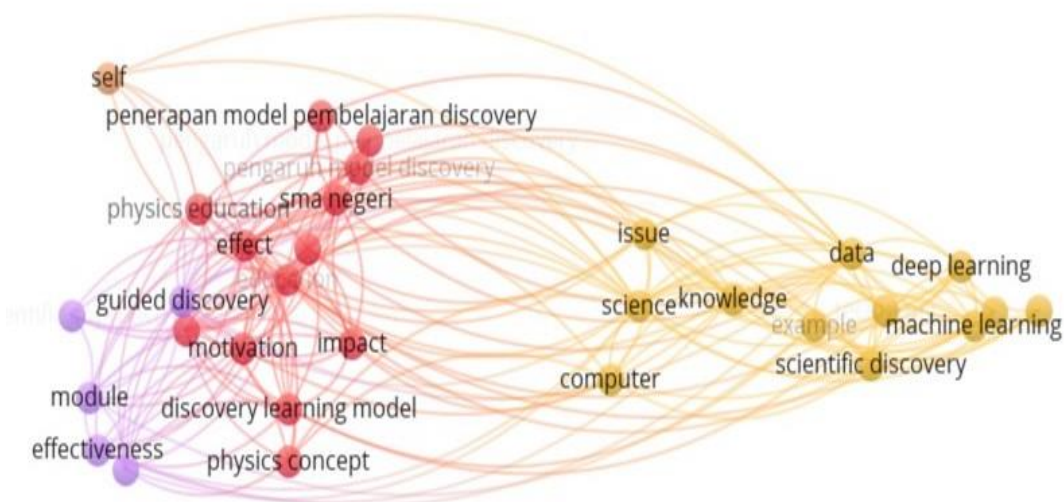 self
penerapan model pembelajaran discovery
pengaruh model discovery
physics education
sma negeri
effect
issue
data
deep learning
guided discovery
science
knowledge
example
machine learning
motivation
impact
computer
scientific discovery
module
discovery learning model
effectiveness
physics concept